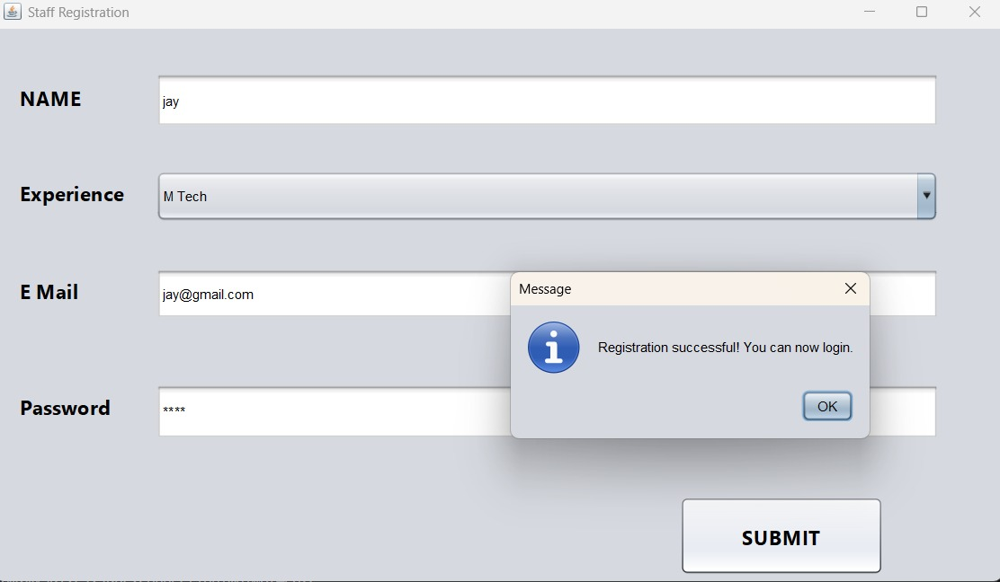 Staff Registration
NAME
jay
Experience
M Tech
E Mail
jay@gmail.com
Message
Registration successful! You can now login.
OK
Password
****
SUBMIT